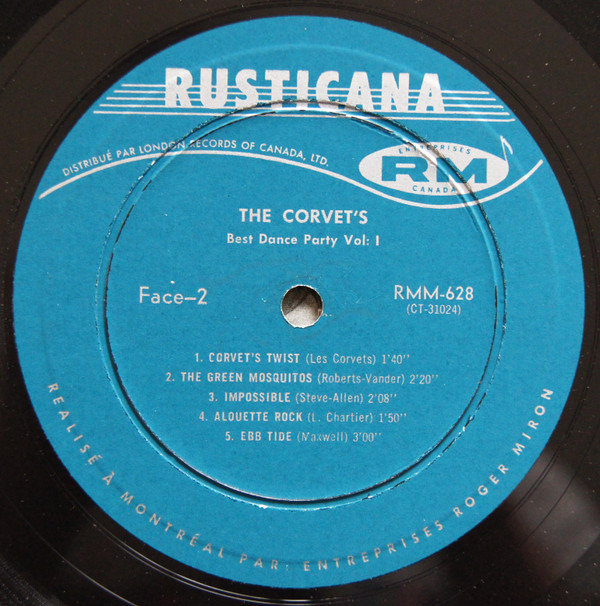 RUSTICANA
DISTRIBUÉ PAR LONDON RECORDS OF CANADA, LTD.
ENTREPRISES
RM
CANADA
THE CORVET'S
Best Dance Party Vol: I
Face-2
RMM-628
(CT-31024)
1. CORVET'S TWIST (Les Corvets) 1'40''
2. THE GREEN MOSQUITOS (Roberts-Vander) 2'20''
3. IMPOSSIBLE (Steve-Allen) 2'08''
4. ALOUETTE ROCK (L. Chartier) 1'50''
5. EBB TIDE (Maxwell) 3'00''
REALISÉ À MONTRÉAL PAR: ENTREPRISES ROGER MIRON